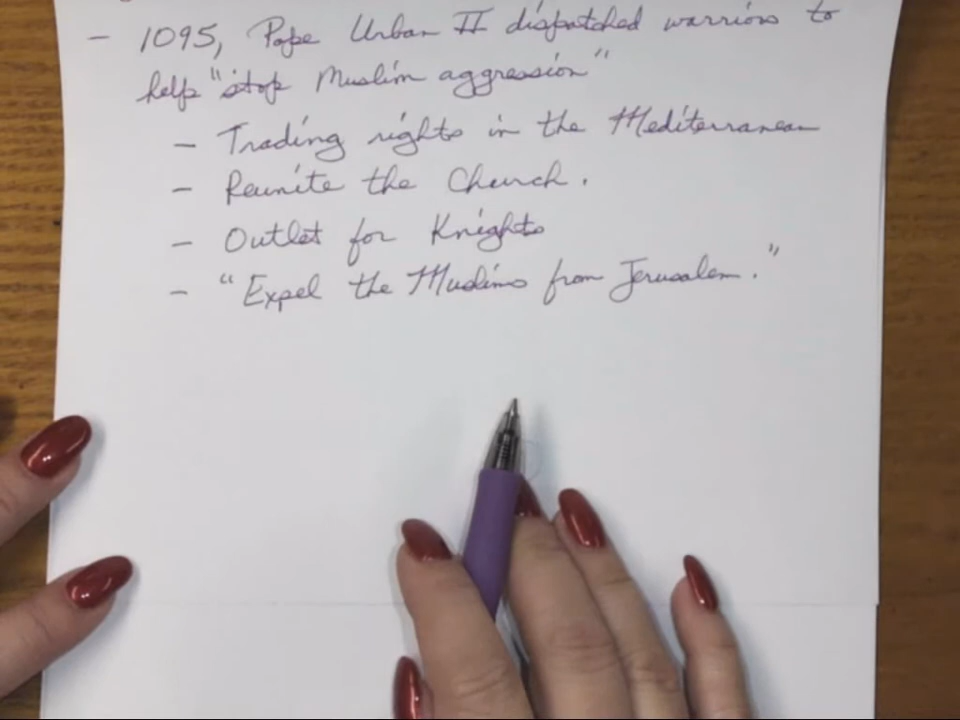 - 1095, Pope Urban II dispatched warriors to
help "stop Muslim aggression"
- Trading rights in the Mediterranean
- Reunite the Church.
- Outlet for Knights
- "Expel the Muslims from Jerusalem."